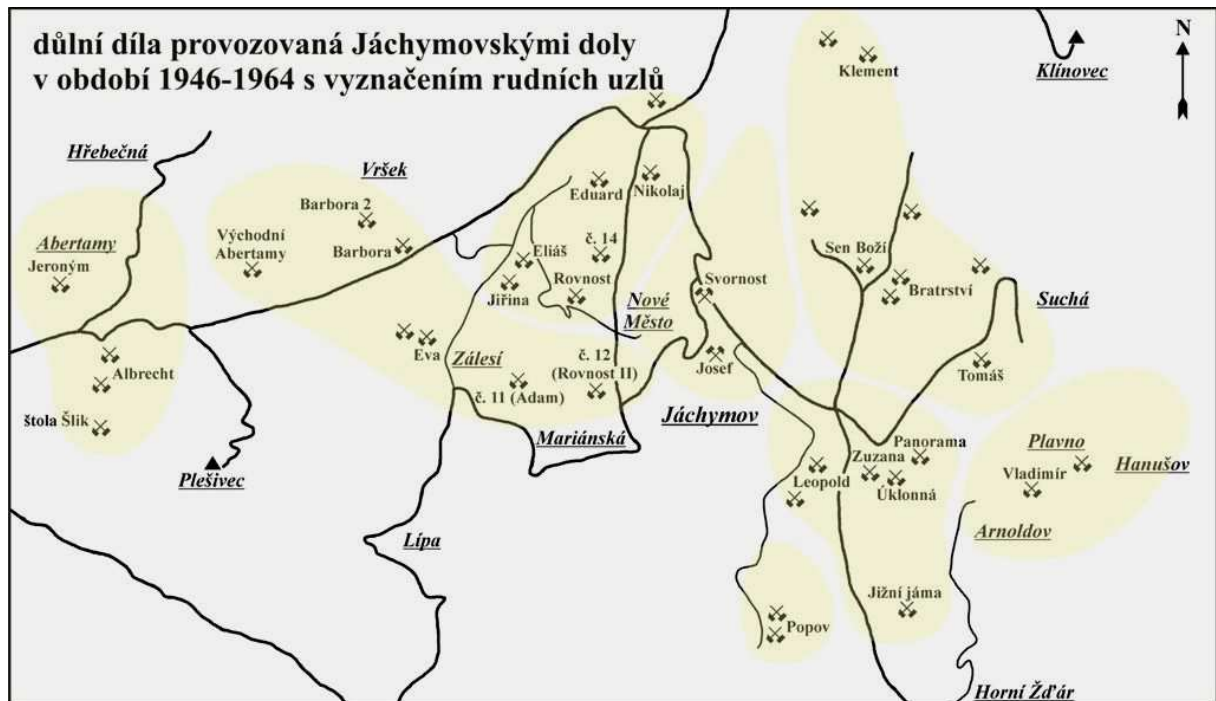 důlní díla provozovaná Jáchymovskými doly
v období 1946-1964 s vyznačením rudních uzlů
N
Klínovec
Klement
Hřebečná
Vršek
Eduard
Nikolaj
Barbora 2
Východní
Abertamy
Barbora
č. 14
Eliáš
Abertamy
Jeroným
Jiřina
Rovnost
Nové
Město
Svornost
Sen Boží
Bratrství
Suchá
Albrecht
Eva
Zálesí
č. 12
(Rovnost II)
Josef
Tomáš
č. 11 (Adam)
štola Šlik
Mariánská
Jáchymov
Plešivec
Panorama
Zuzana
Leopold
Úklonná
Plavno
Vladimír
Hanušov
Lípa
Arnoldov
Jižní jáma
Popov
Horní Žďár